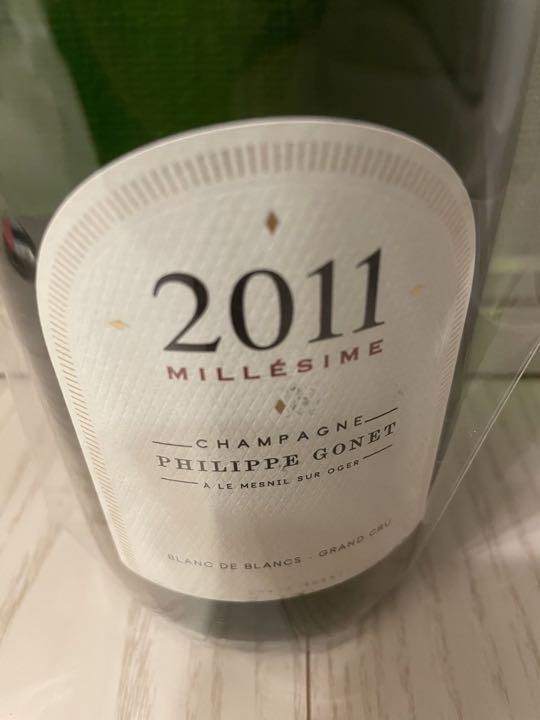 2011
MILLÉSIME
CHAMPAGNE
PHILIPPE GONET
À LE MESNIL SUR OGER
BLANC DE BLANCS · GRAND CRU